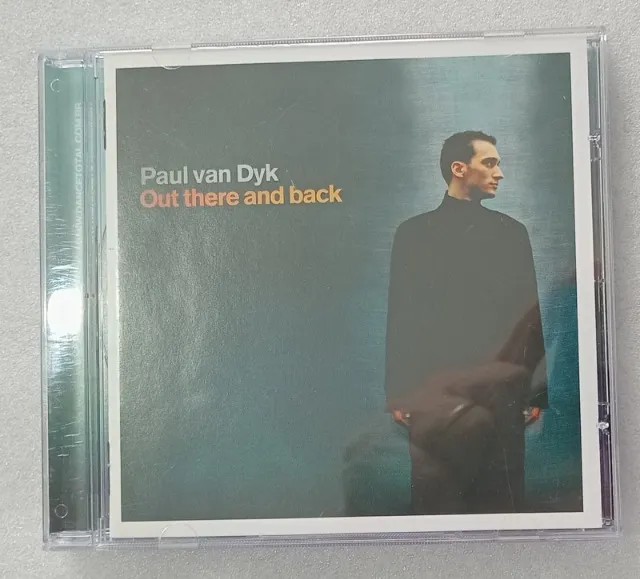 Paul van Dyk
Out there and back